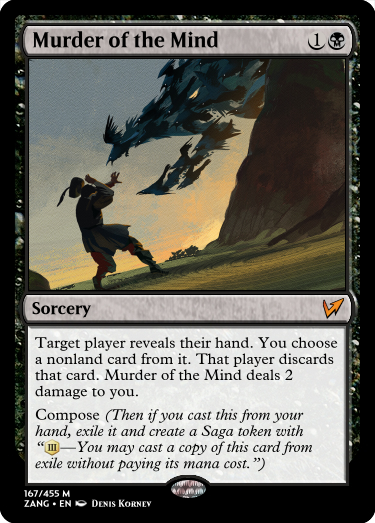 Murder of the Mind 1
Sorcery
Target player reveals their hand. You choose
a nonland card from it. That player discards
that card. Murder of the Mind deals 2
damage to you.
Compose (Then if you cast this from your
hand, exile it and create a Saga token with
“III—You may cast a copy of this card from
exile without paying its mana cost.”)
167/455 M
ZANG • EN Denis Kornev